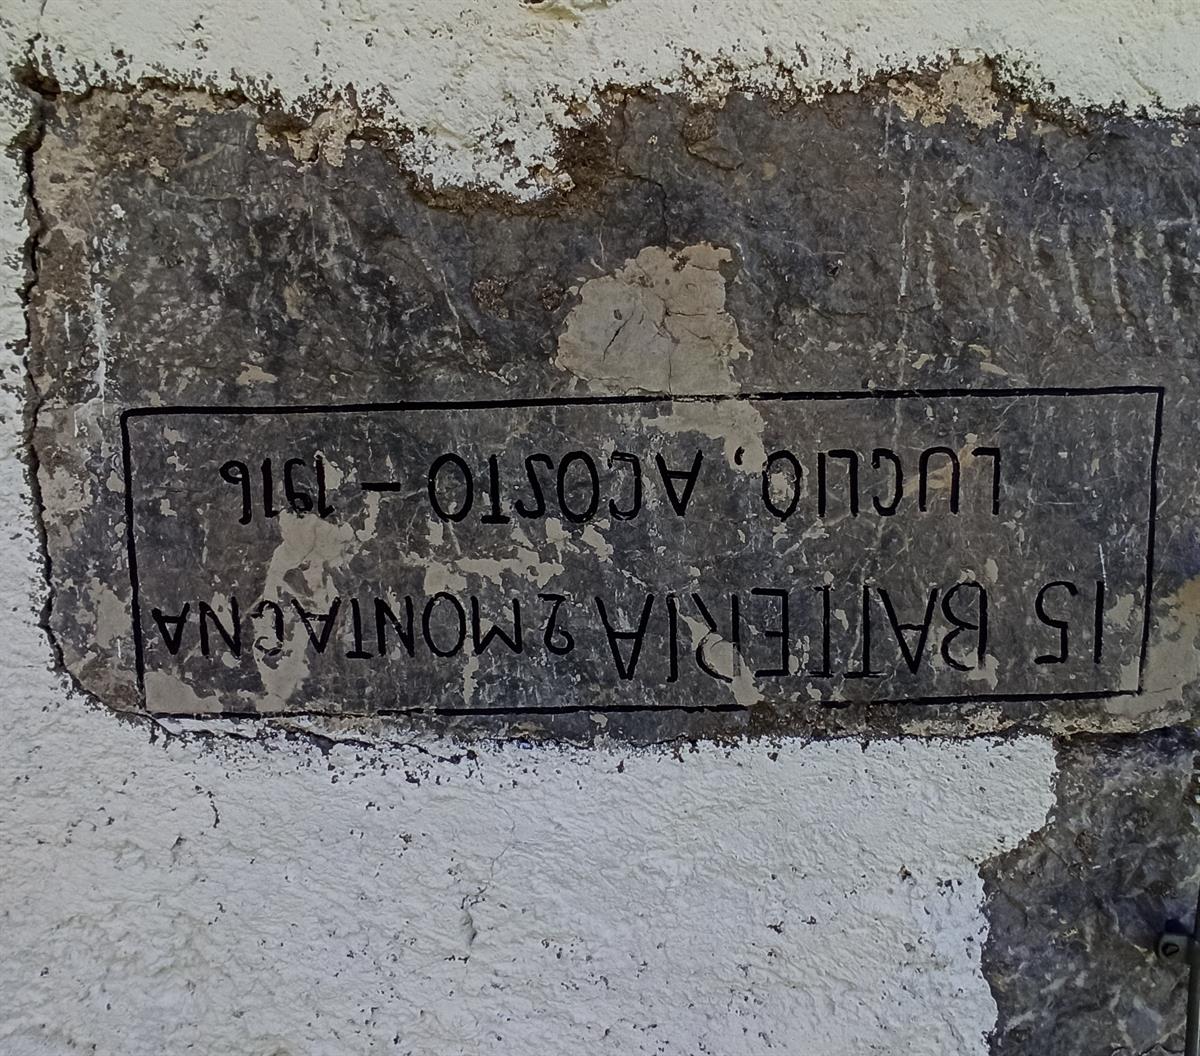 15 BATTERIA 2 MONTAGNA
LUGLIO, AGOSTO – 1916